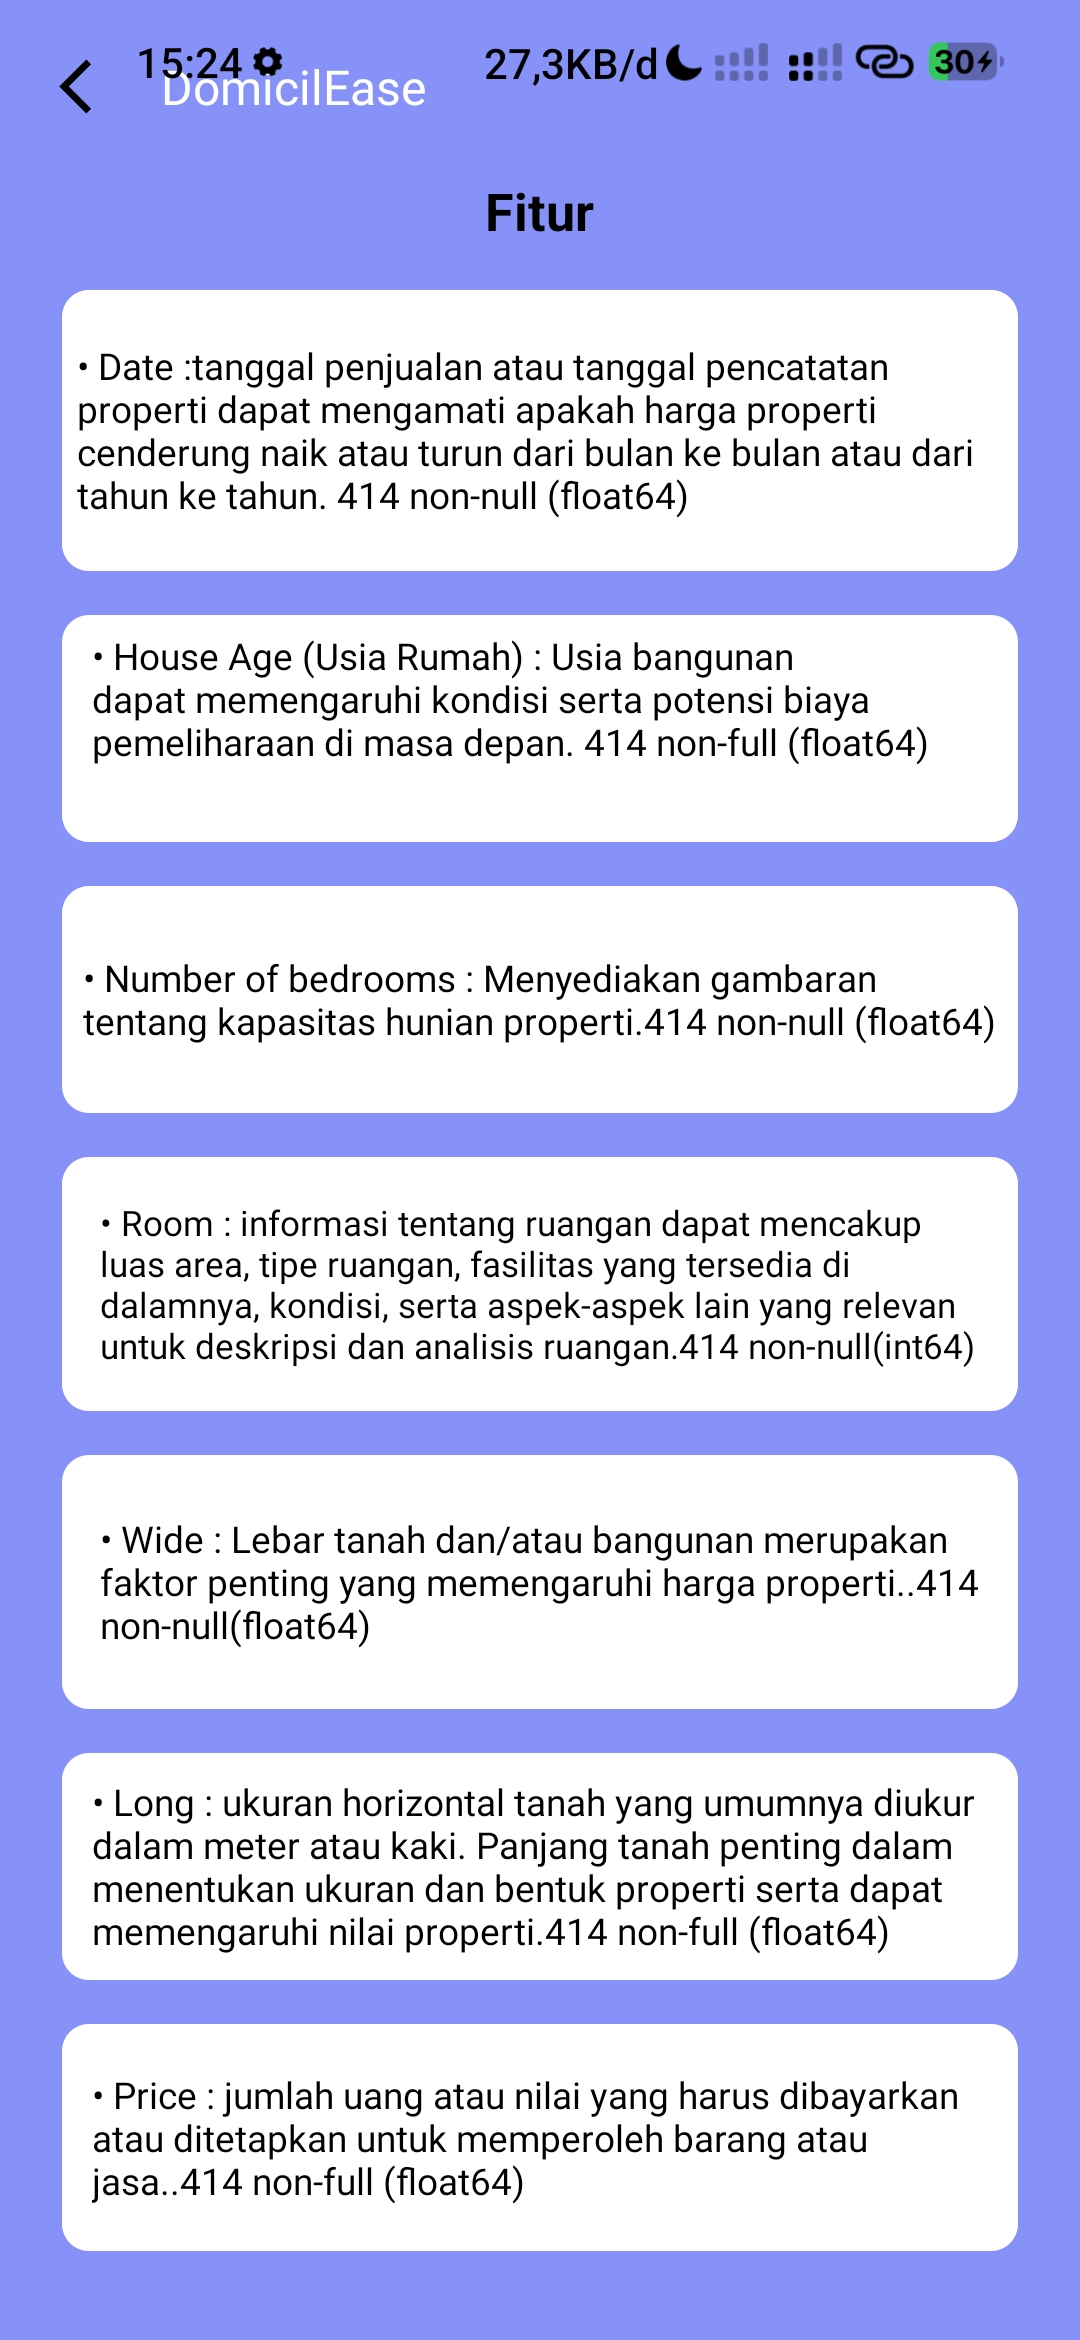 15:24
27,3KB/d
30
DomicilEase
Fitur
• Date :tanggal penjualan atau tanggal pencatatan
properti dapat mengamati apakah harga properti
cenderung naik atau turun dari bulan ke bulan atau dari
tahun ke tahun. 414 non-null (float64)
• House Age (Usia Rumah) : Usia bangunan
dapat memengaruhi kondisi serta potensi biaya
pemeliharaan di masa depan. 414 non-full (float64)
• Number of bedrooms : Menyediakan gambaran
tentang kapasitas hunian properti.414 non-null (float64)
• Room : informasi tentang ruangan dapat mencakup
luas area, tipe ruangan, fasilitas yang tersedia di
dalamnya, kondisi, serta aspek-aspek lain yang relevan
untuk deskripsi dan analisis ruangan.414 non-null(int64)
• Wide : Lebar tanah dan/atau bangunan merupakan
faktor penting yang memengaruhi harga properti..414
non-null(float64)
• Long : ukuran horizontal tanah yang umumnya diukur
dalam meter atau kaki. Panjang tanah penting dalam
menentukan ukuran dan bentuk properti serta dapat
memengaruhi nilai properti.414 non-full (float64)
• Price : jumlah uang atau nilai yang harus dibayarkan
atau ditetapkan untuk memperoleh barang atau
jasa..414 non-full (float64)